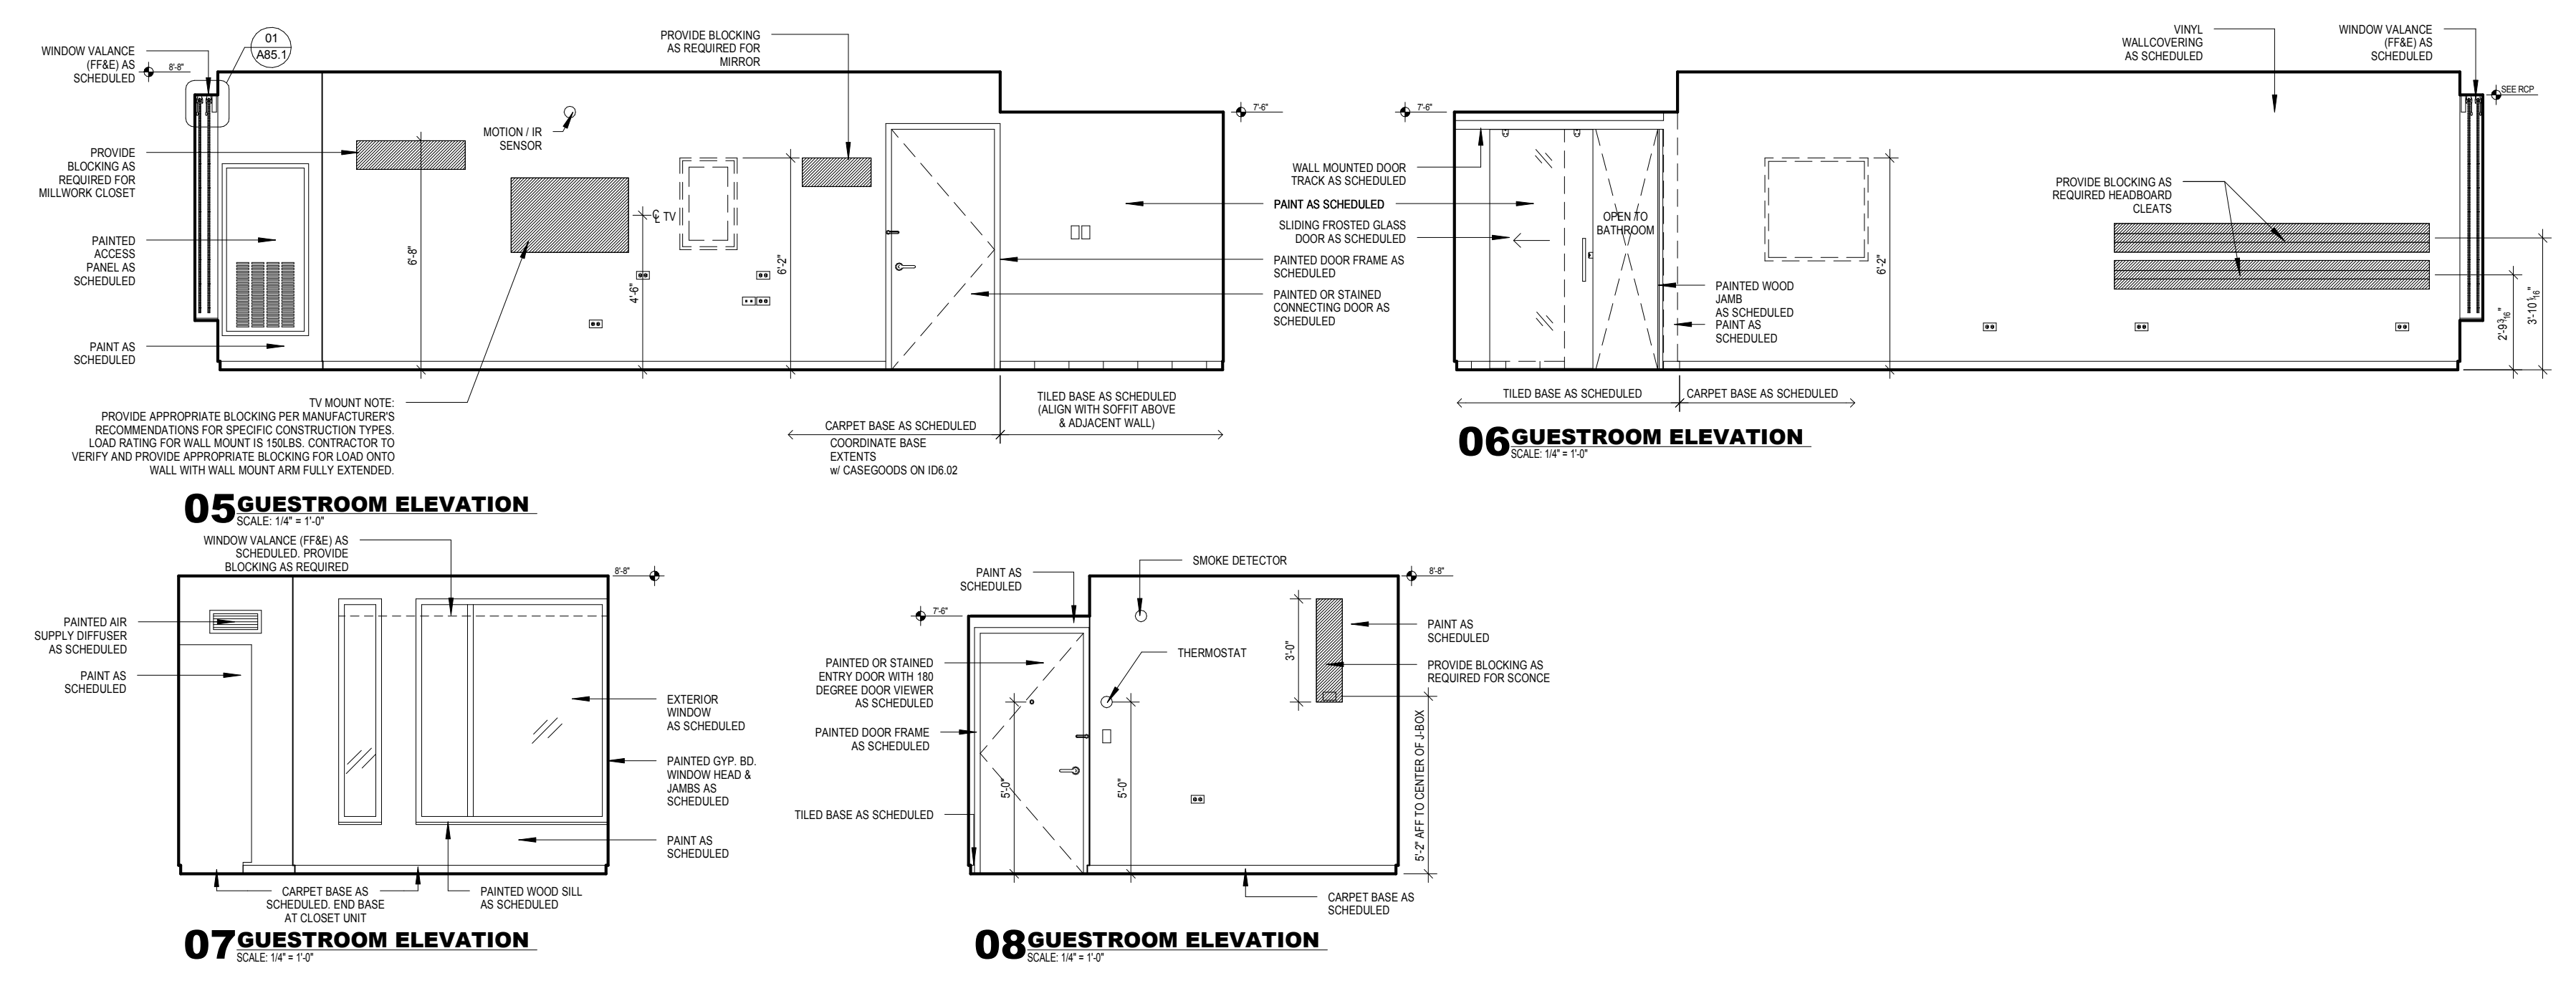 WINDOW VALANCE
(FF&E) AS
SCHEDULED
8'-8"
01
A85.1
PROVIDE
BLOCKING AS
REQUIRED FOR
MILLWORK CLOSET
PAINTED
ACCESS
PANEL AS
SCHEDULED
PAINT AS
SCHEDULED
6'-8"
MOTION / IR
SENSOR
PROVIDE BLOCKING
AS REQUIRED FOR
MIRROR
CL TV
4'-6"
6'-2"
7'-6"
TV MOUNT NOTE:
PROVIDE APPROPRIATE BLOCKING PER MANUFACTURER'S
RECOMMENDATIONS FOR SPECIFIC CONSTRUCTION TYPES.
LOAD RATING FOR WALL MOUNT IS 150LBS. CONTRACTOR TO
VERIFY AND PROVIDE APPROPRIATE BLOCKING FOR LOAD ONTO
WALL WITH WALL MOUNT ARM FULLY EXTENDED.
CARPET BASE AS SCHEDULED
COORDINATE BASE
EXTENTS
w/ CASEGOODS ON ID6.02
TILED BASE AS SCHEDULED
(ALIGN WITH SOFFIT ABOVE
& ADJACENT WALL)
05 GUESTROOM ELEVATION
SCALE: 1/4" = 1'-0"
7'-6"
WALL MOUNTED DOOR
TRACK AS SCHEDULED
PAINT AS SCHEDULED
SLIDING FROSTED GLASS
DOOR AS SCHEDULED
PAINTED DOOR FRAME AS
SCHEDULED
PAINTED OR STAINED
CONNECTING DOOR AS
SCHEDULED
OPEN TO
BATHROOM
PAINTED WOOD
JAMB
AS SCHEDULED
PAINT AS
SCHEDULED
6'-2"
VINYL
WALLCOVERING
AS SCHEDULED
WINDOW VALANCE
(FF&E) AS
SCHEDULED
SEE RCP
PROVIDE BLOCKING AS
REQUIRED HEADBOARD
CLEATS
2'-9 3/16"
3'-10 1/16"
TILED BASE AS SCHEDULED
CARPET BASE AS SCHEDULED
06 GUESTROOM ELEVATION
SCALE: 1/4" = 1'-0"
WINDOW VALANCE (FF&E) AS
SCHEDULED. PROVIDE
BLOCKING AS REQUIRED
8'-8"
PAINTED AIR
SUPPLY DIFFUSER
AS SCHEDULED
PAINT AS
SCHEDULED
EXTERIOR
WINDOW
AS SCHEDULED
PAINTED GYP. BD.
WINDOW HEAD &
JAMBS AS
SCHEDULED
PAINT AS
SCHEDULED
CARPET BASE AS
SCHEDULED. END BASE
AT CLOSET UNIT
PAINTED WOOD SILL
AS SCHEDULED
07 GUESTROOM ELEVATION
SCALE: 1/4" = 1'-0"
PAINT AS
SCHEDULED
SMOKE DETECTOR
8'-8"
7'-6"
PAINTED OR STAINED
ENTRY DOOR WITH 180
DEGREE DOOR VIEWER
AS SCHEDULED
PAINTED DOOR FRAME
AS SCHEDULED
TILED BASE AS SCHEDULED
THERMOSTAT
5'-0"
5'-0"
3'-0"
PAINT AS
SCHEDULED
PROVIDE BLOCKING AS
REQUIRED FOR SCONCE
5'-2" AFF TO CENTER OF J-BOX
CARPET BASE AS
SCHEDULED
08 GUESTROOM ELEVATION
SCALE: 1/4" = 1'-0"